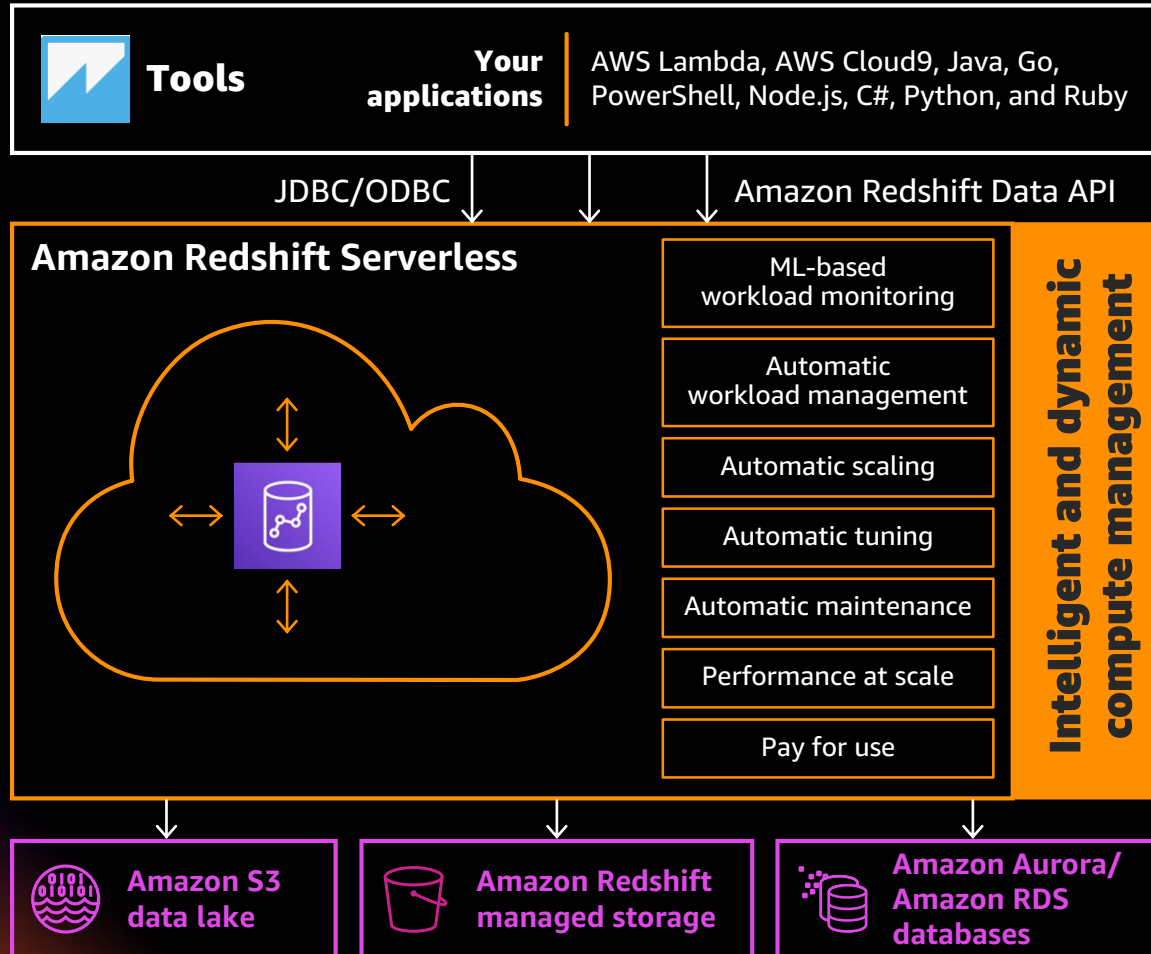 Tools
Your
applications
AWS Lambda, AWS Cloud9, Java, Go,
PowerShell, Node.js, C#, Python, and Ruby
JDBC/ODBC
Amazon Redshift Data API
Amazon Redshift Serverless
ML-based
workload monitoring
Automatic
workload management
Automatic scaling
Automatic tuning
Automatic maintenance
Performance at scale
Pay for use
Intelligent and dynamic
compute management
0101
010101
Amazon S3
data lake
Amazon Redshift
managed storage
Amazon Aurora/
Amazon RDS
databases